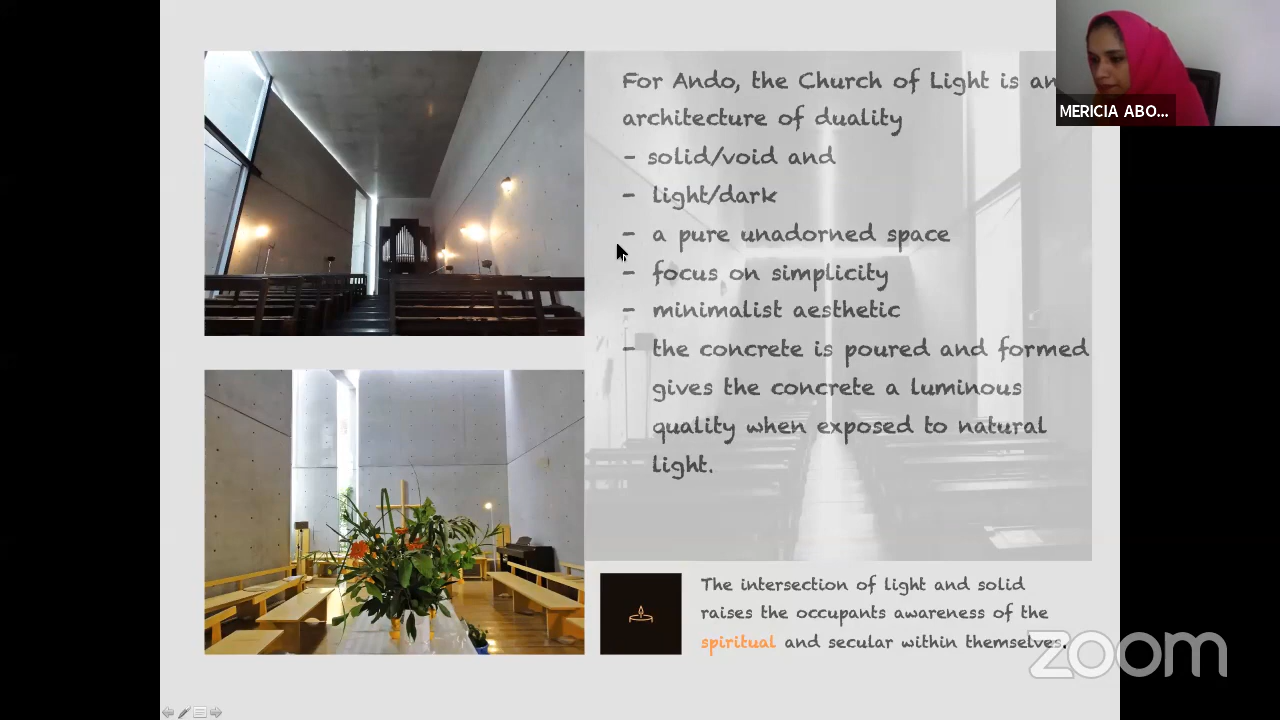 For Ando, the Church of Light is an
architecture of duality
- solid/void and
- light/dark
- a pure unadorned space
- focus on simplicity
- minimalist aesthetic
- the concrete is poured and formed
gives the concrete a luminous
quality when exposed to natural
light.
The intersection of light and solid
raises the occupants awareness of the
spiritual and secular within themselves.
MERICIA ABO...
zoom